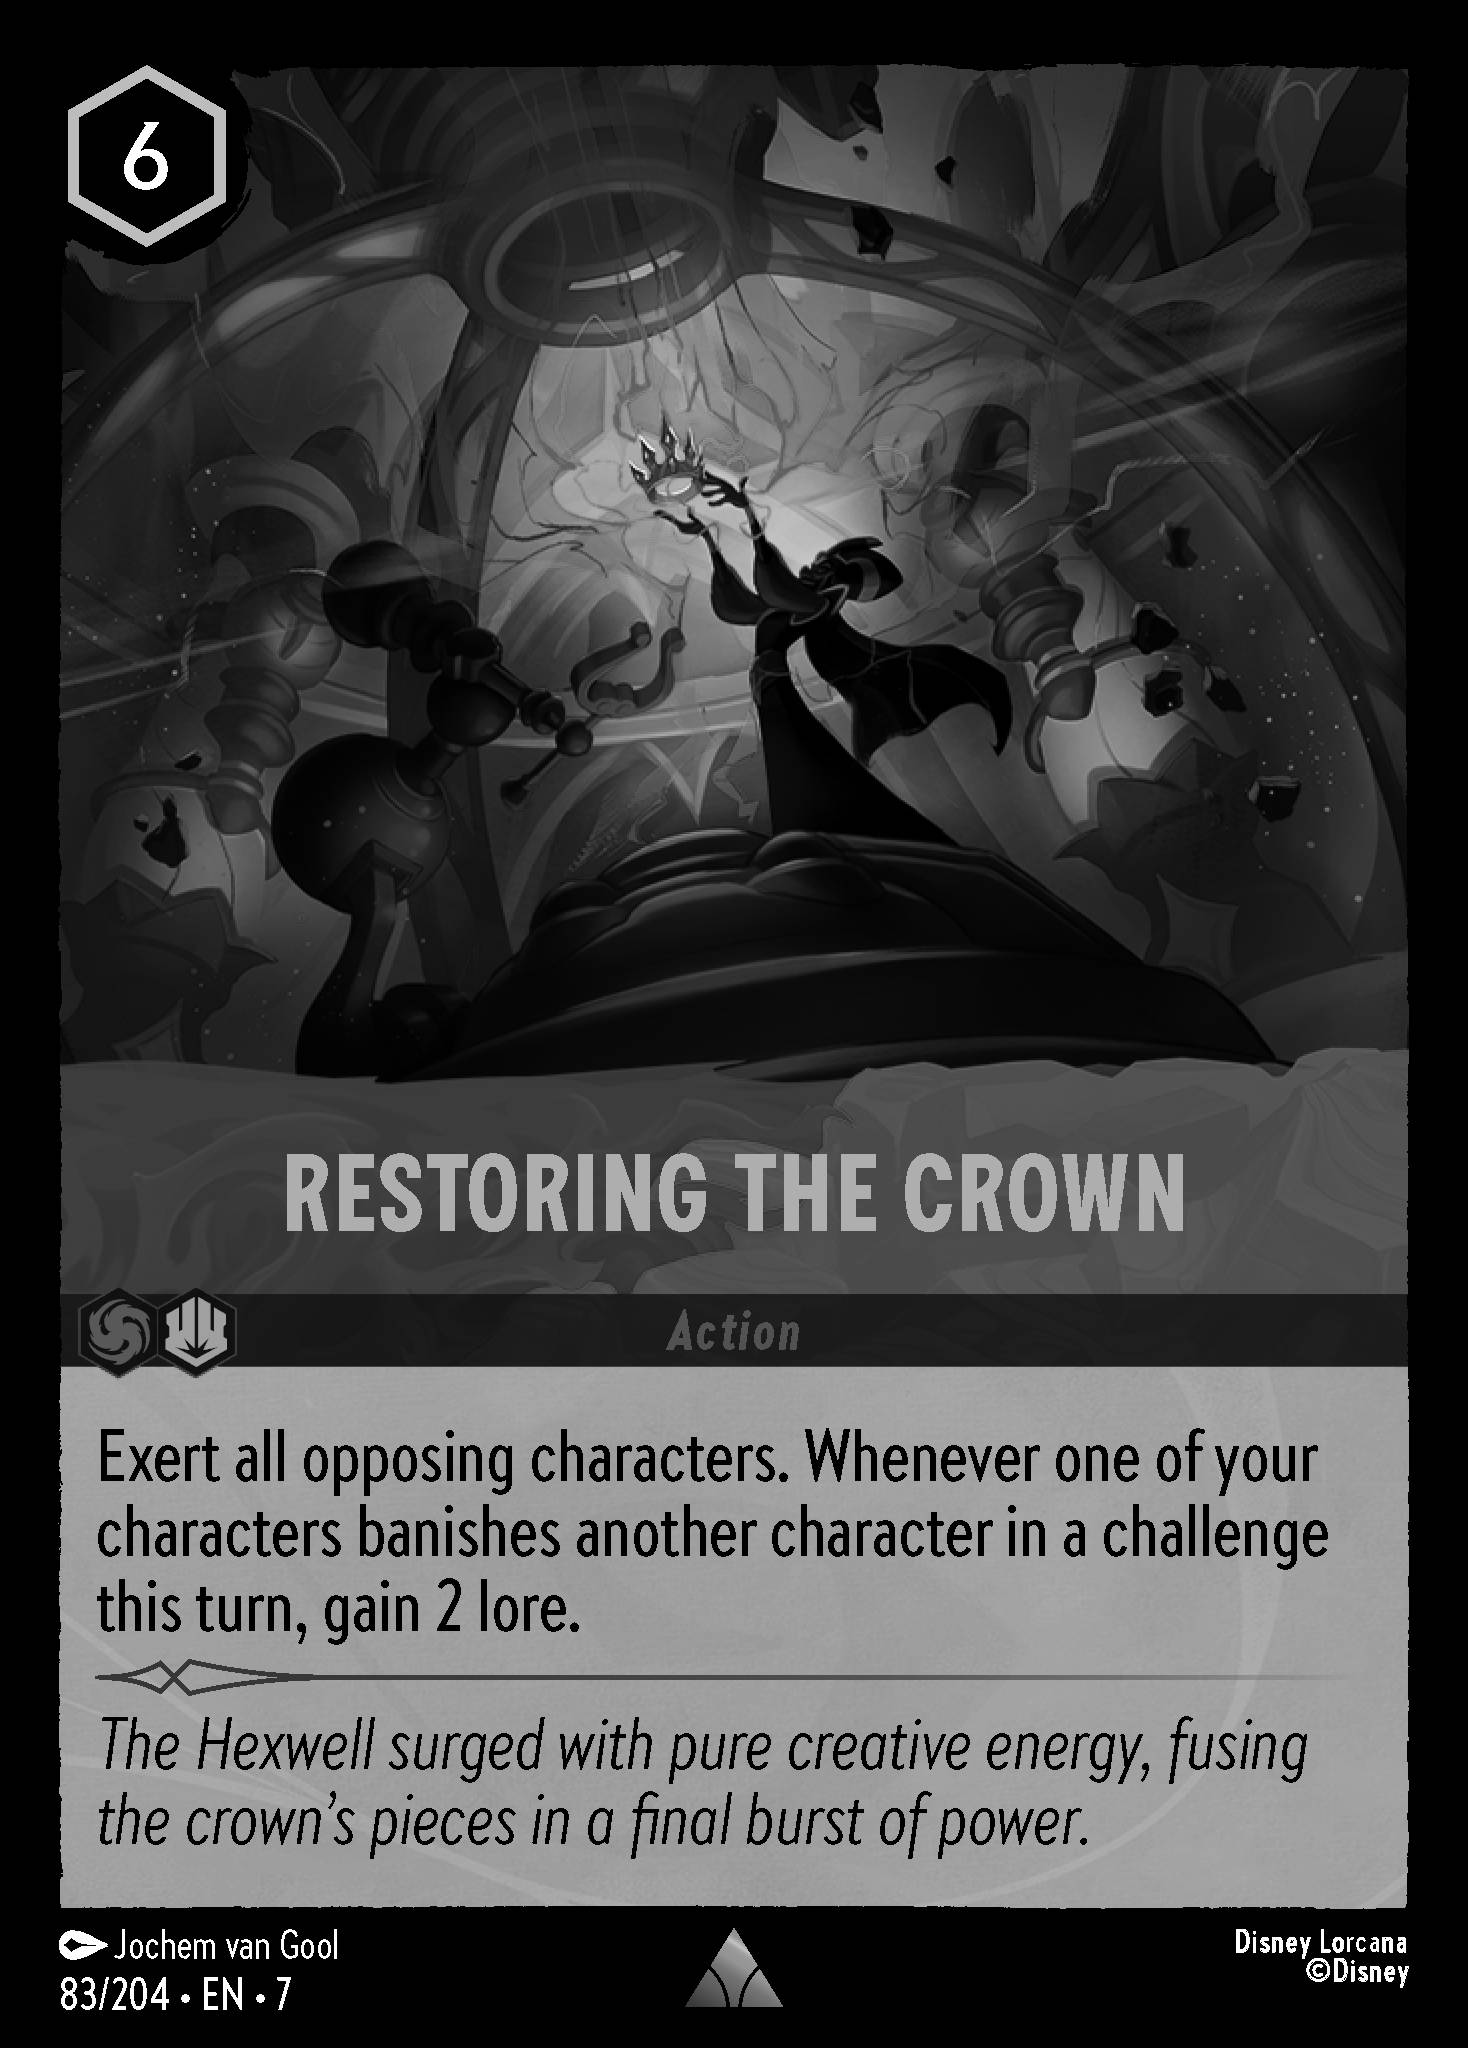 6
RESTORING THE CROWN
Action
Exert all opposing characters. Whenever one of your
characters banishes another character in a challenge
this turn, gain 2 lore.
The Hexwell surged with pure creative energy, fusing
the crown's pieces in a final burst of power.
Jochem van Gool
83/204 • EN • 7
Disney Lorcana
©Disney